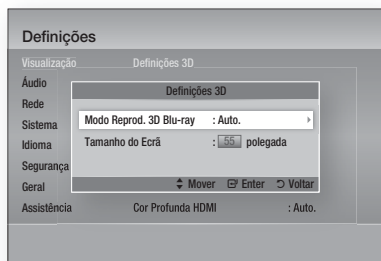 Definições
Visualização Definições 3D
Áudio
Definições 3D
Rede
Modo Reprod. 3D Blu-ray : Auto.
Sistema
Idioma
Tamanho do Ecrã : 55 polegada
Segurança
Geral
Mover Enter Voltar
Assistência Cor Profunda HDMI : Auto.